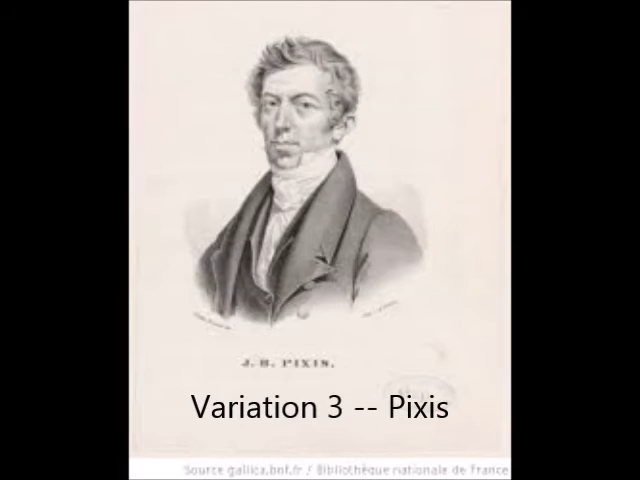 J. B. PIXIS.
Variation 3 -- Pixis
Source gallica.bnf.fr / Bibliothèque nationale de France